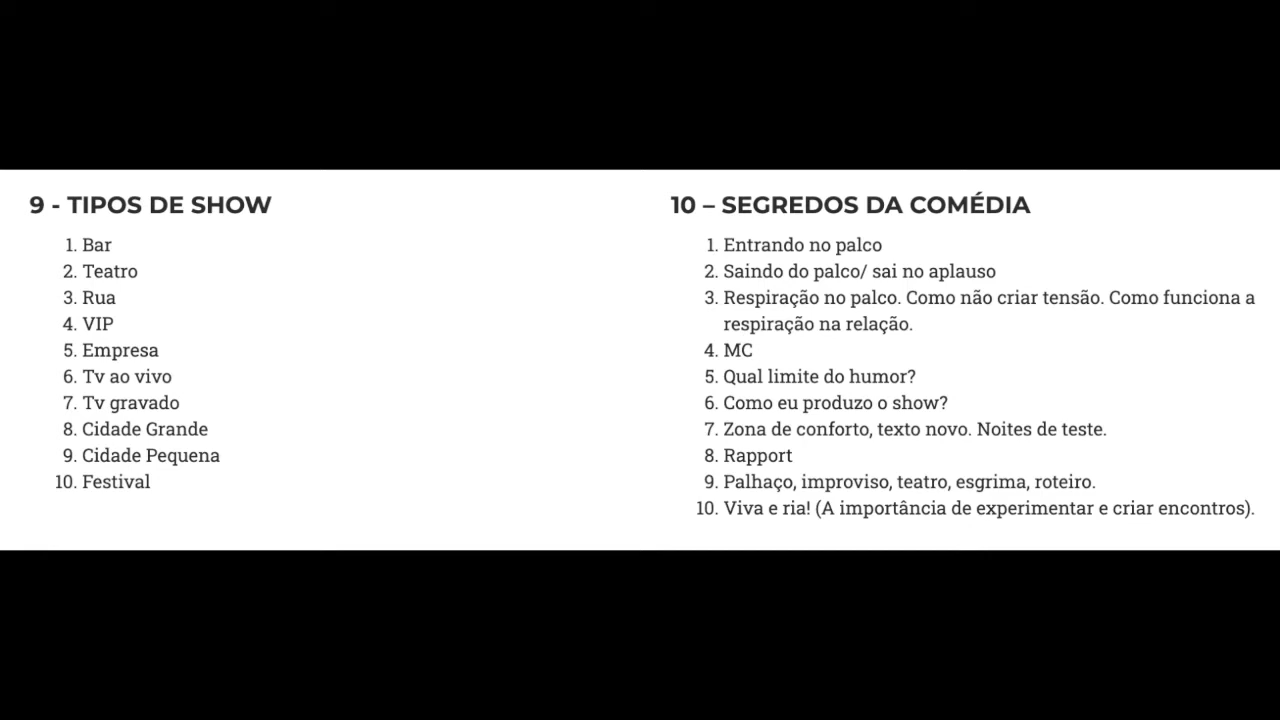 9 - TIPOS DE SHOW
1. Bar
2. Teatro
3. Rua
4. VIP
5. Empresa
6. Tv ao vivo
7. Tv gravado
8. Cidade Grande
9. Cidade Pequena
10. Festival
10 – SEGREDOS DA COMÉDIA
1. Entrando no palco
2. Saindo do palco/ sai no aplauso
3. Respiração no palco. Como não criar tensão. Como funciona a
respiração na relação.
4. MC
5. Qual limite do humor?
6. Como eu produzo o show?
7. Zona de conforto, texto novo. Noites de teste.
8. Rapport
9. Palhaço, improviso, teatro, esgrima, roteiro.
10. Viva e ria! (A importância de experimentar e criar encontros).